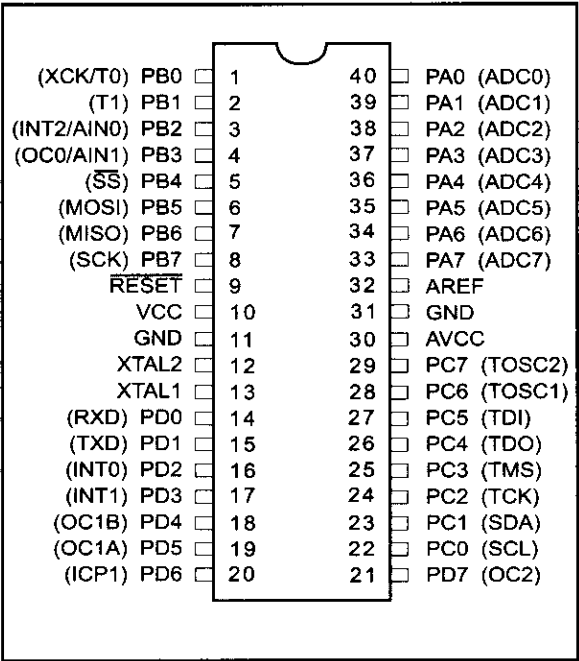 (XCK/T0) PB0 1 40 PA0 (ADC0)
(T1) PB1 2 39 PA1 (ADC1)
(INT2/AIN0) PB2 3 38 PA2 (ADC2)
(OC0/AIN1) PB3 4 37 PA3 (ADC3)
(SS) PB4 5 36 PA4 (ADC4)
(MOSI) PB5 6 35 PA5 (ADC5)
(MISO) PB6 7 34 PA6 (ADC6)
(SCK) PB7 8 33 PA7 (ADC7)
RESET 9 32 AREF
VCC 10 31 GND
GND 11 30 AVCC
XTAL2 12 29 PC7 (TOSC2)
XTAL1 13 28 PC6 (TOSC1)
(RXD) PD0 14 27 PC5 (TDI)
(TXD) PD1 15 26 PC4 (TDO)
(INT0) PD2 16 25 PC3 (TMS)
(INT1) PD3 17 24 PC2 (TCK)
(OC1B) PD4 18 23 PC1 (SDA)
(OC1A) PD5 19 22 PC0 (SCL)
(ICP1) PD6 20 21 PD7 (OC2)